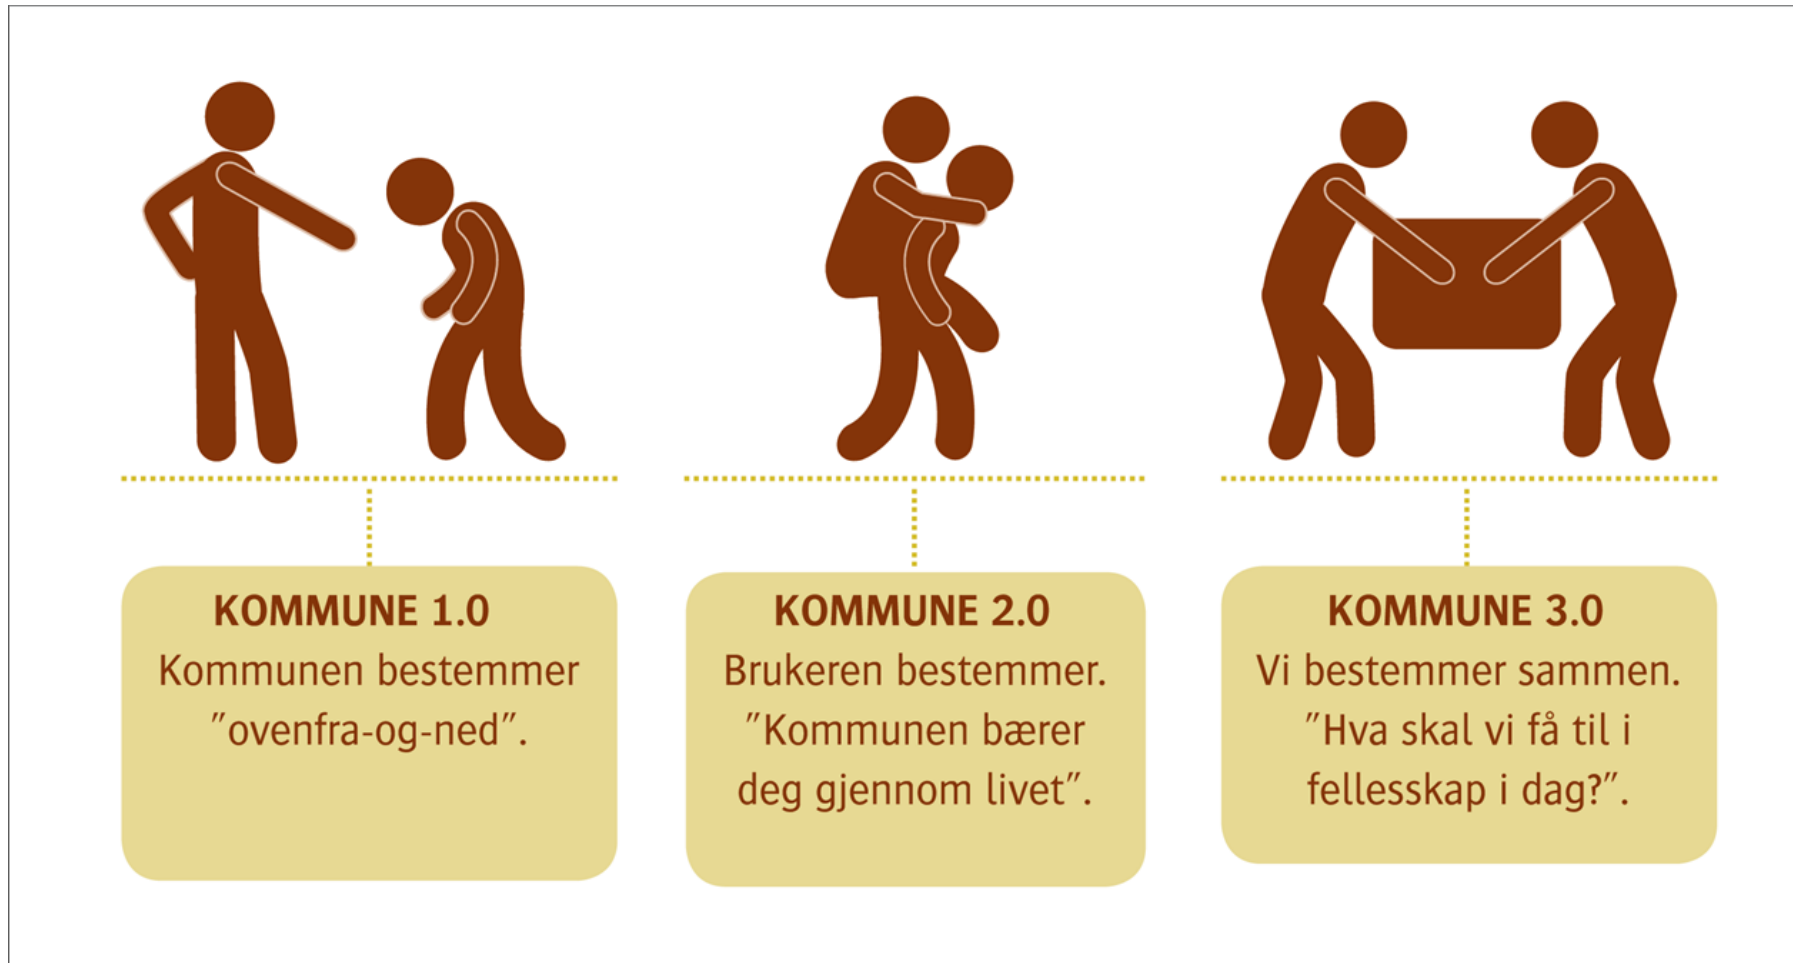 KOMMUNE 1.0
Kommunen bestemmer
”ovenfra-og-ned”.
KOMMUNE 2.0
Brukeren bestemmer.
”Kommunen bærer
deg gjennom livet”.
KOMMUNE 3.0
Vi bestemmer sammen.
”Hva skal vi få til i
fellesskap i dag?”.